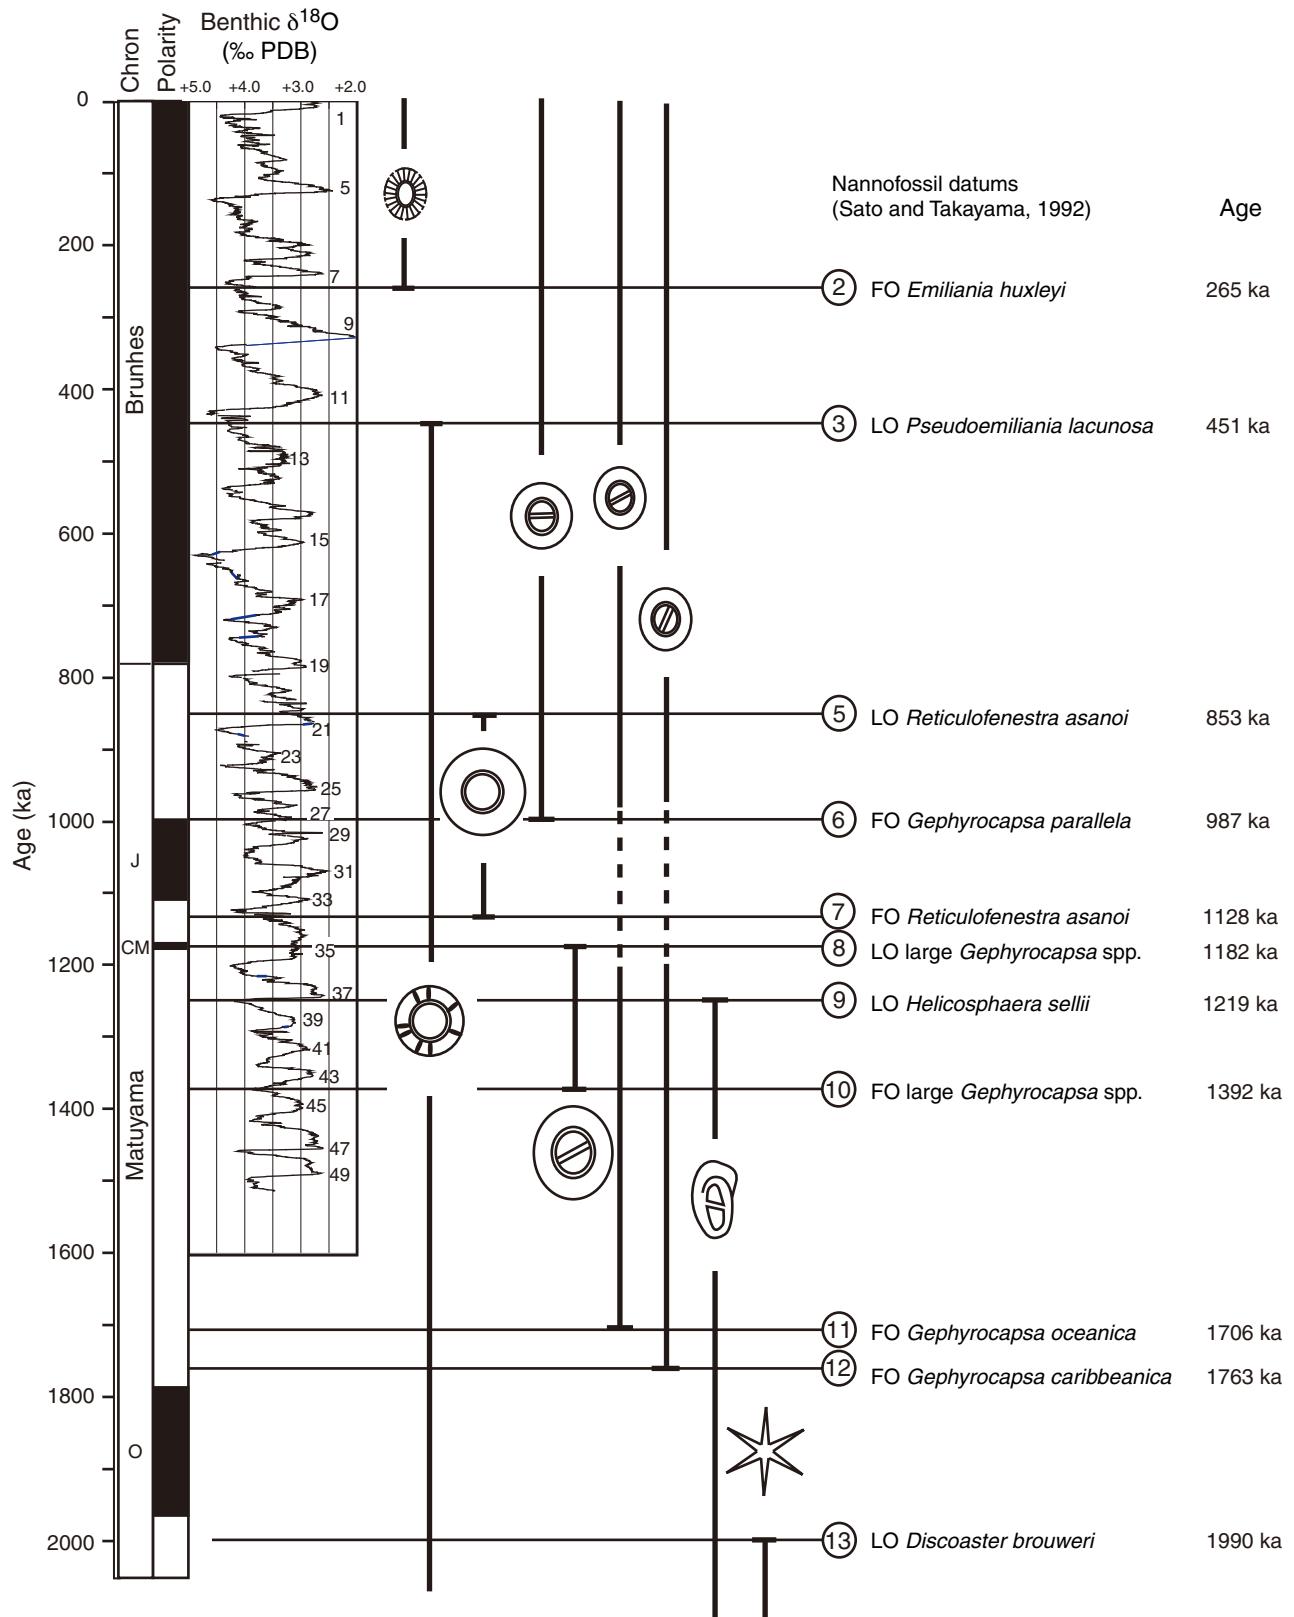 Chron
Polarity
Benthic δ18O
(‰ PDB)
+5.0 +4.0 +3.0 +2.0
Age (ka)
0
200
400
600
800
1000
1200
1400
1600
1800
2000
Brunhes
J
CM
Matuyama
O
1
5
7
9
11
13
15
17
19
21
23
25
27
29
31
33
35
37
39
41
43
45
47
49
Nannofossil datums
(Sato and Takayama, 1992) Age
2 FO Emiliania huxleyi 265 ka
3 LO Pseudoemiliania lacunosa 451 ka
5 LO Reticulofenestra asanoi 853 ka
6 FO Gephyrocapsa parallela 987 ka
7 FO Reticulofenestra asanoi 1128 ka
8 LO large Gephyrocapsa spp. 1182 ka
9 LO Helicosphaera sellii 1219 ka
10 FO large Gephyrocapsa spp. 1392 ka
11 FO Gephyrocapsa oceanica 1706 ka
12 FO Gephyrocapsa caribbeanica 1763 ka
13 LO Discoaster brouweri 1990 ka